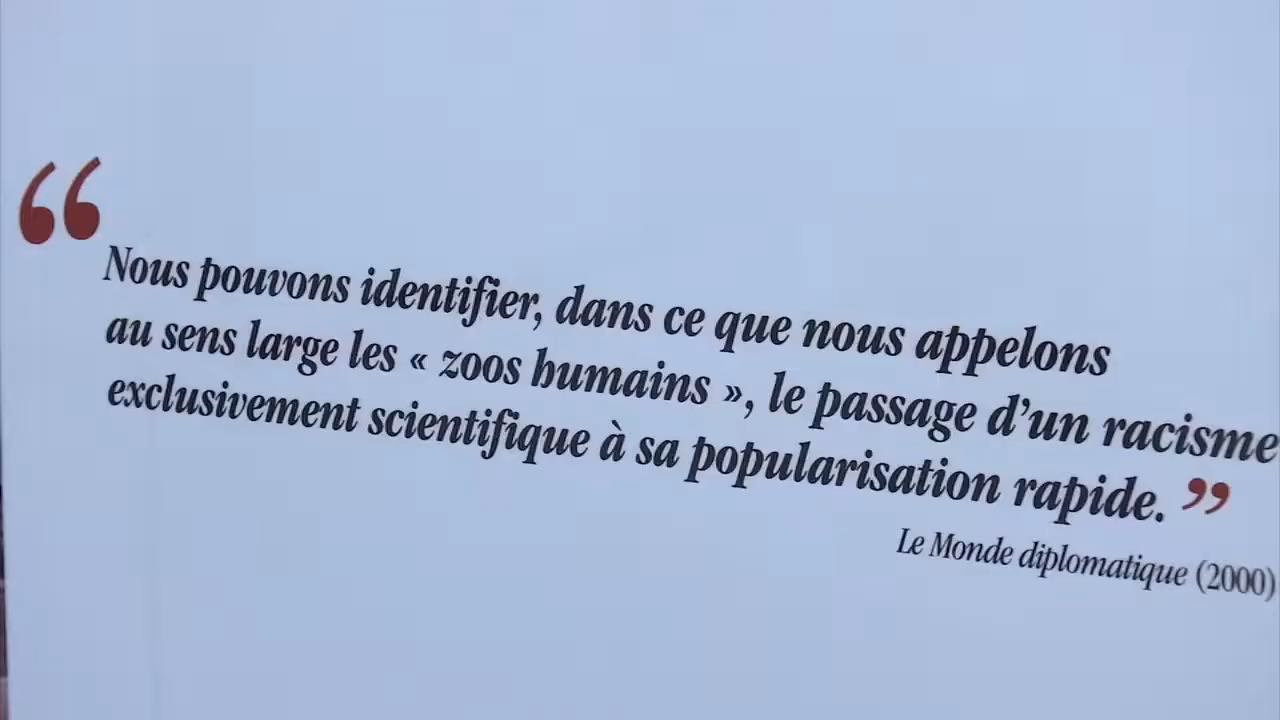 “ Nous pouvons identifier, dans ce que nous appelons
au sens large les « zoos humains », le passage d’un racisme
exclusivement scientifique à sa popularisation rapide. ”
Le Monde diplomatique (2000)